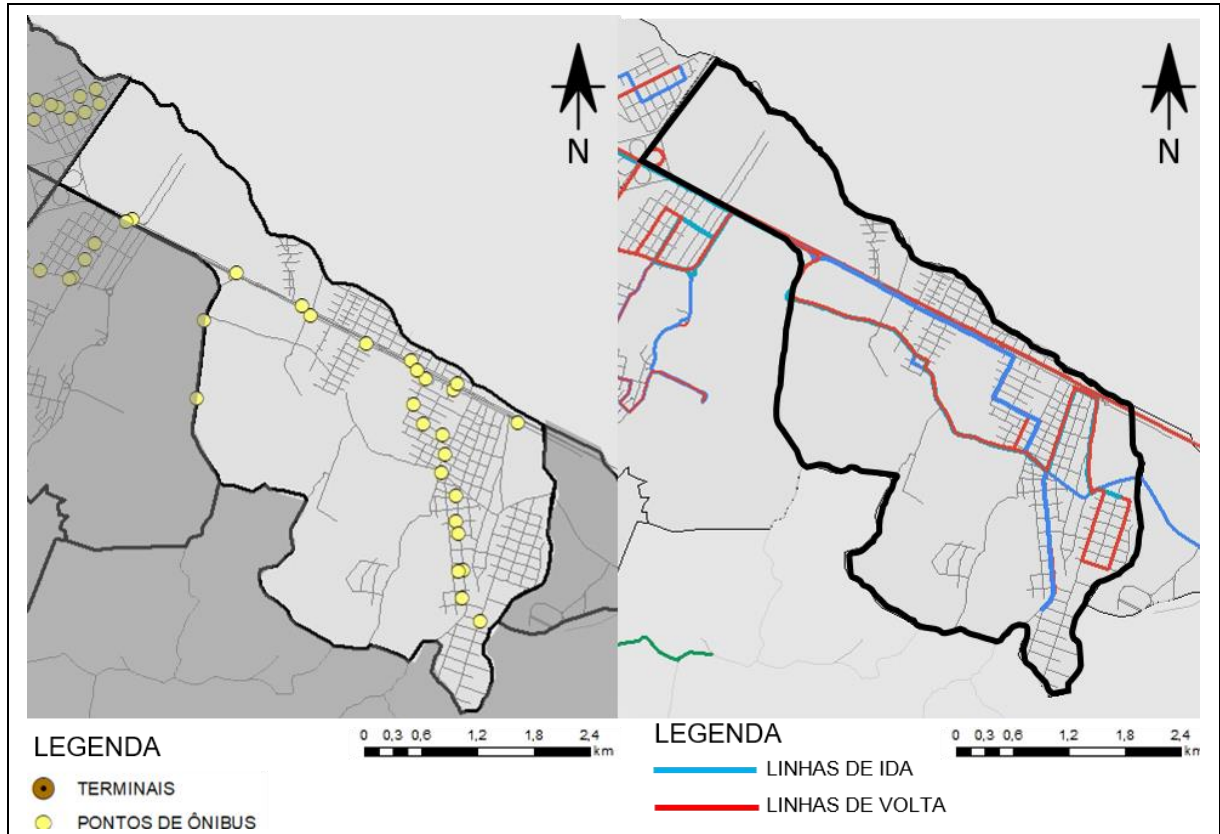 N
N
LEGENDA
0 0,3 0,6 1,2 1,8 2,4
km
TERMINAIS
PONTOS DE ÔNIBUS
LEGENDA
0 0,3 0,6 1,2 1,8 2,4
km
LINHAS DE IDA
LINHAS DE VOLTA